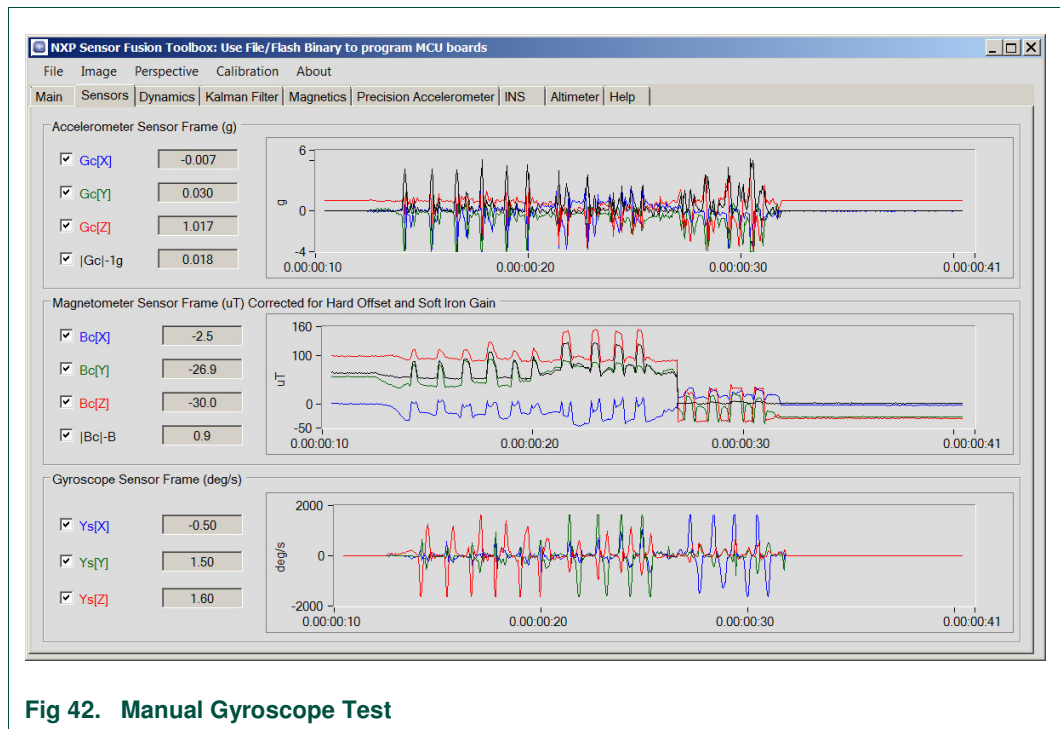 NXP Sensor Fusion Toolbox: Use File/Flash Binary to program MCU boards
File Image Perspective Calibration About
Main Sensors Dynamics Kalman Filter Magnetics Precision Accelerometer INS Altimeter Help
Accelerometer Sensor Frame (g)
Gc[X] -0.007
Gc[Y] 0.030
Gc[Z] 1.017
|Gc|-1g 0.018
6
0
-4
g
0.00:00:10 0.00:00:20 0.00:00:30 0.00:00:41
Magnetometer Sensor Frame (uT) Corrected for Hard Offset and Soft Iron Gain
Bc[X] -2.5
Bc[Y] -26.9
Bc[Z] -30.0
|Bc|-B 0.9
160
100
0
-50
uT
0.00:00:10 0.00:00:20 0.00:00:30 0.00:00:41
Gyroscope Sensor Frame (deg/s)
Ys[X] -0.50
Ys[Y] 1.50
Ys[Z] 1.60
2000
0
-2000
deg/s
0.00:00:10 0.00:00:20 0.00:00:30 0.00:00:41
Fig 42. Manual Gyroscope Test